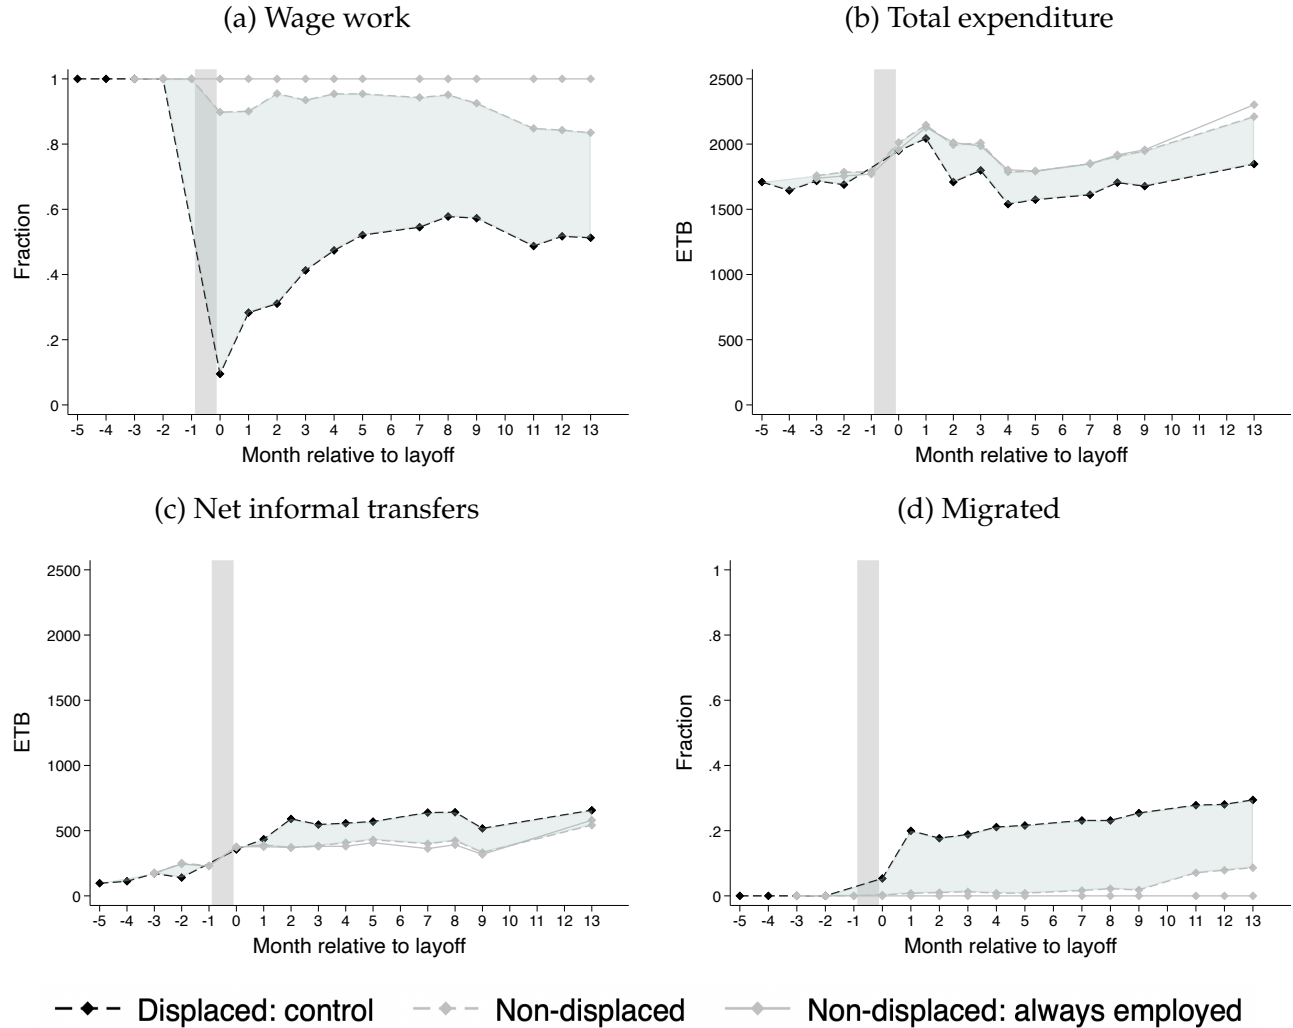 (a) Wage work
1
.8
.6
.4
.2
0
Fraction
-5 -4 -3 -2 -1 0 1 2 3 4 5 6 7 8 9 10 11 12 13
Month relative to layoff
(b) Total expenditure
2500
2000
1500
1000
500
0
ETB
-5 -4 -3 -2 -1 0 1 2 3 4 5 6 7 8 9 10 11 12 13
Month relative to layoff
(c) Net informal transfers
2500
2000
1500
1000
500
0
ETB
-5 -4 -3 -2 -1 0 1 2 3 4 5 6 7 8 9 10 11 12 13
Month relative to layoff
(d) Migrated
1
.8
.6
.4
.2
0
Fraction
-5 -4 -3 -2 -1 0 1 2 3 4 5 6 7 8 9 10 11 12 13
Month relative to layoff
Displaced: control Non-displaced Non-displaced: always employed